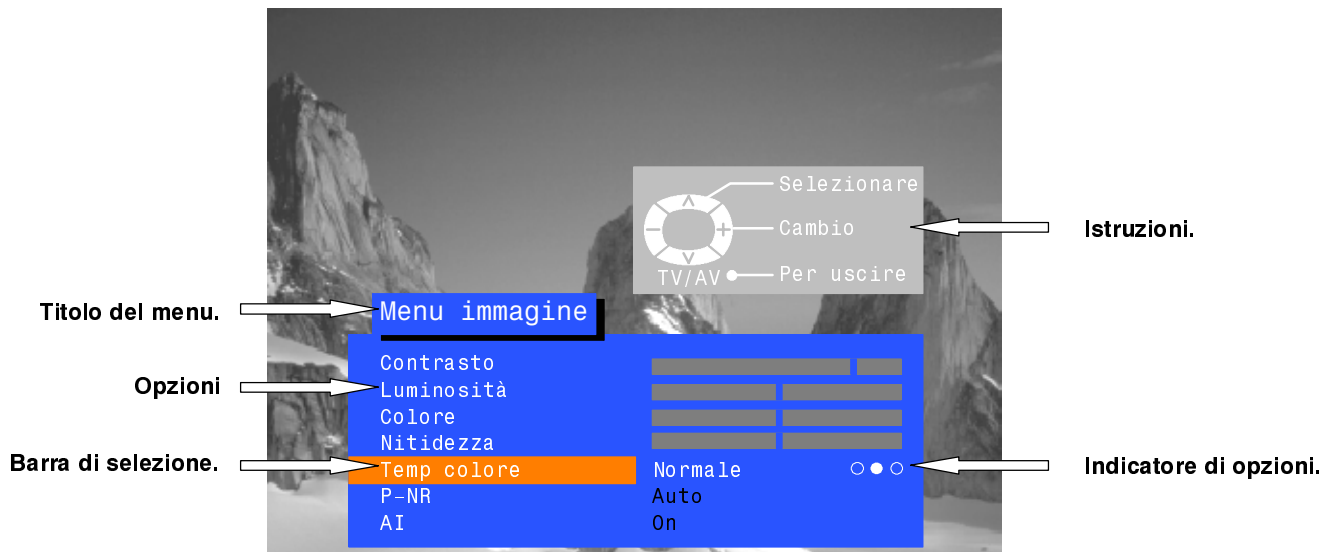 Selezionare
Cambio
TV/AV
Per uscire
Istruzioni.
Titolo del menu.
Menu immagine
Contrasto
Opzioni
Luminosità
Colore
Nitidezza
Barra di selezione.
Temp colore
Normale
Indicatore di opzioni.
P-NR
Auto
AI
On